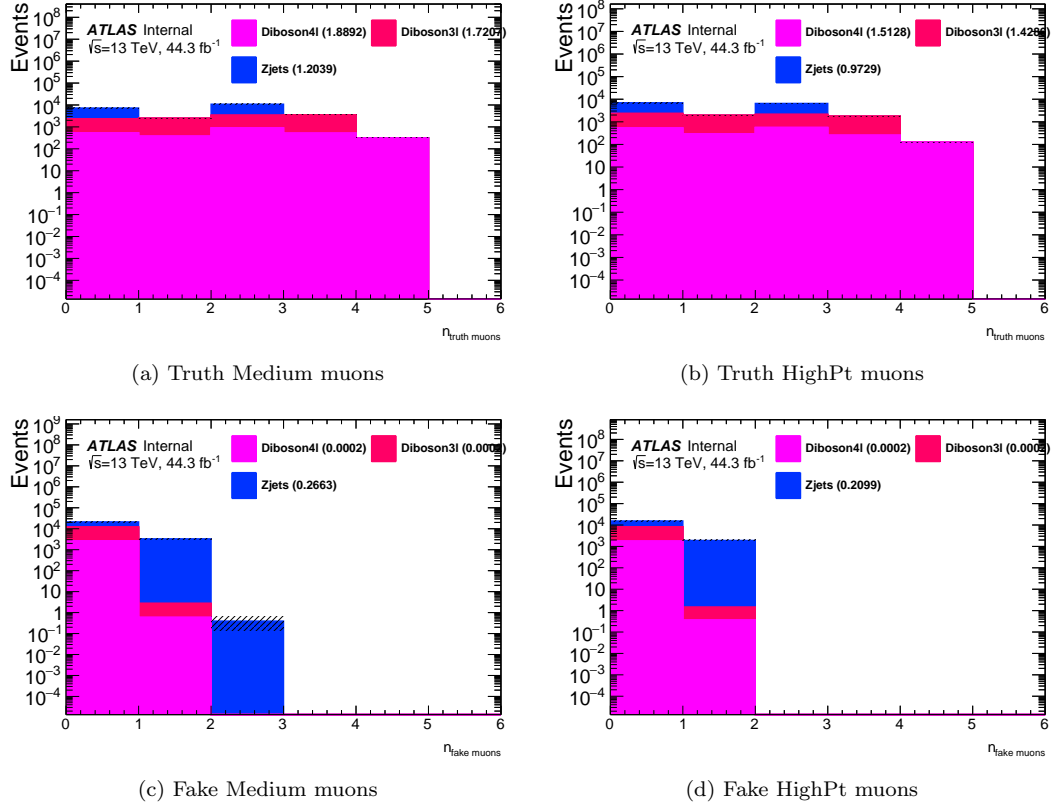 Events
10⁴
10³
10²
10
1
10⁻¹
10⁻²
10⁻³
10⁻⁴
10⁵
10⁶
10⁷
10⁸
ATLAS Internal
√s=13 TeV, 44.3 fb⁻¹
Diboson4l (1.8892)
Diboson3l (1.7207)
Zjets (1.2039)
0 1 2 3 4 5 6
n truth muons
(a) Truth Medium muons
Events
10⁸
10⁷
10⁶
10⁵
10⁴
10³
10²
10
1
10⁻¹
10⁻²
10⁻³
10⁻⁴
ATLAS Internal
√s=13 TeV, 44.3 fb⁻¹
Diboson4l (1.5128)
Zjets (0.9729)
0 1 2 3 4 5 6
n truth muons
(b) Truth HighPt muons
Events
10⁹
10⁸
10⁷
10⁶
10⁵
10⁴
10³
10²
10
1
10⁻¹
10⁻²
10⁻³
10⁻⁴
ATLAS Internal
√s=13 TeV, 44.3 fb⁻¹
Diboson4l (0.0002)
Zjets (0.2663)
0 1 2 3 4 5 6
n fake muons
(c) Fake Medium muons
Events
10⁸
10⁷
10⁶
10⁵
10⁴
10³
10²
10
1
10⁻¹
10⁻²
10⁻³
10⁻⁴
ATLAS Internal
√s=13 TeV, 44.3 fb⁻¹
Diboson4l (0.0002)
Zjets (0.2099)
0 1 2 3 4 5 6
n fake muons
(d) Fake HighPt muons